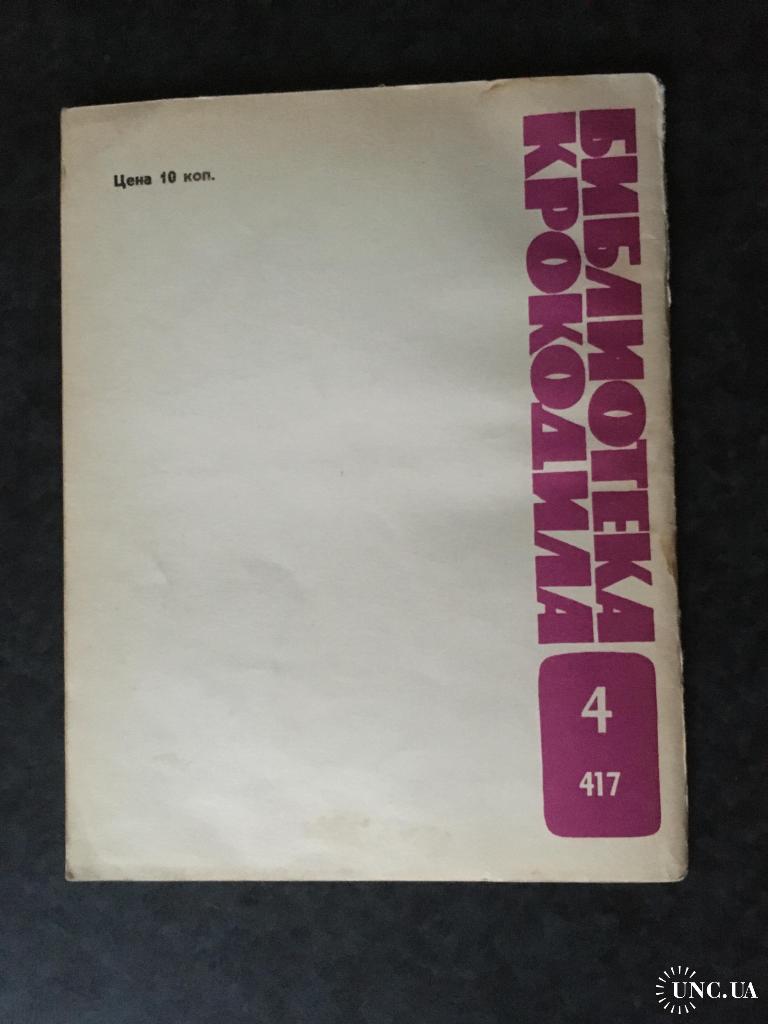 Цена 10 коп.
БИБЛИОТЕКА
КРОКОДИЛА
4
417
UNC.UA